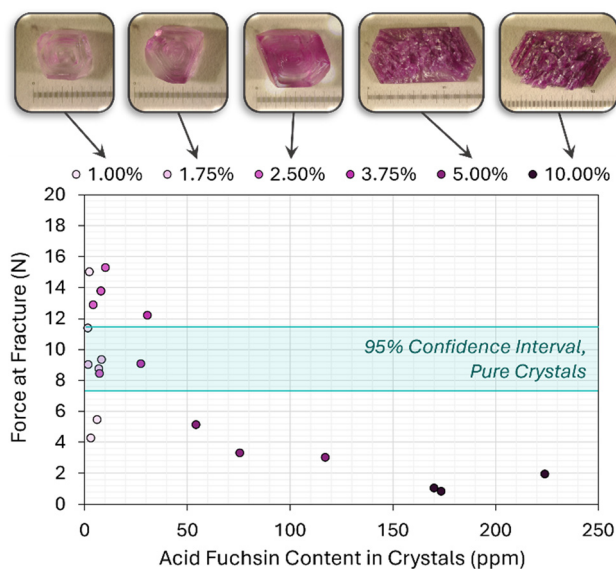 1.00% 1.75% 2.50% 3.75% 5.00% 10.00%
20
18
16
14
12
10
8
6
4
2
0
Force at Fracture (N)
95% Confidence Interval,
Pure Crystals
0 50 100 150 200 250
Acid Fuchsin Content in Crystals (ppm)